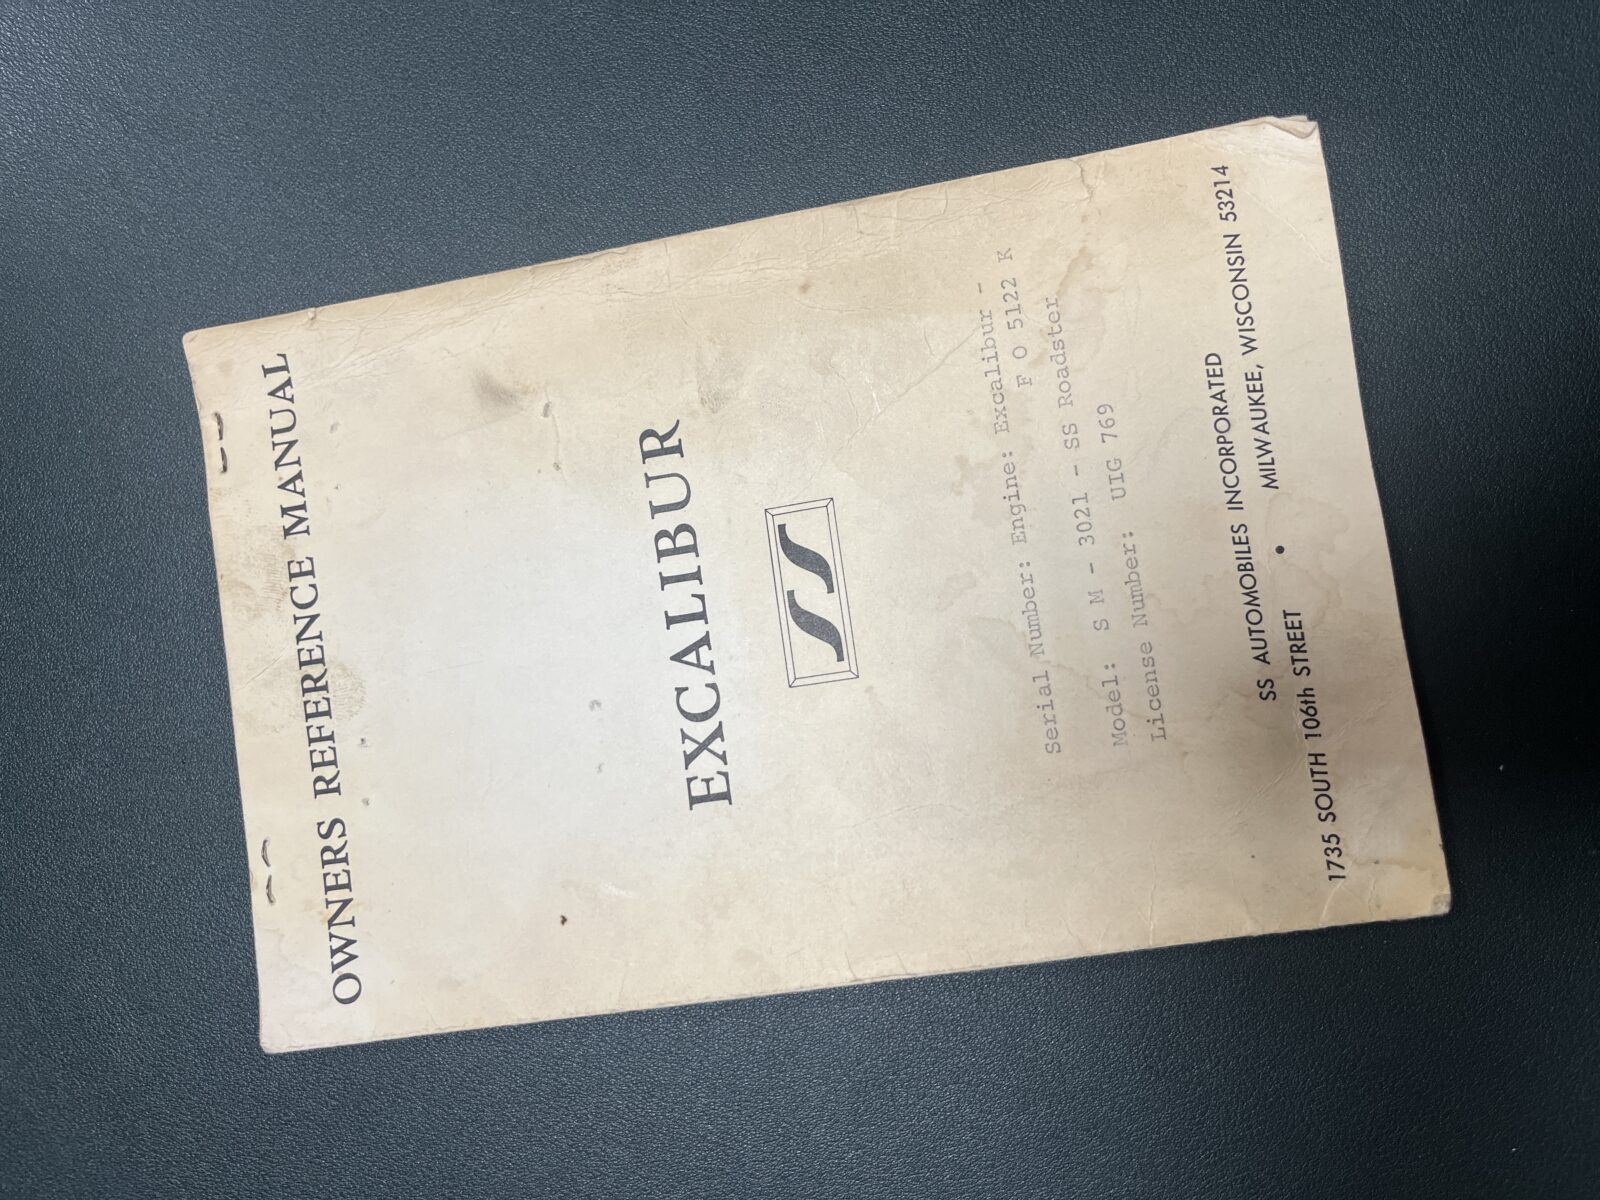 OWNERS REFERENCE MANUAL
EXCALIBUR
SS
Serial Number: Engine: Excalibur -
F O 5122 K
Model: S M - 3021 - SS Roadster
License Number: UIG 769
SS AUTOMOBILES INCORPORATED
1735 SOUTH 106th STREET • MILWAUKEE, WISCONSIN 53214